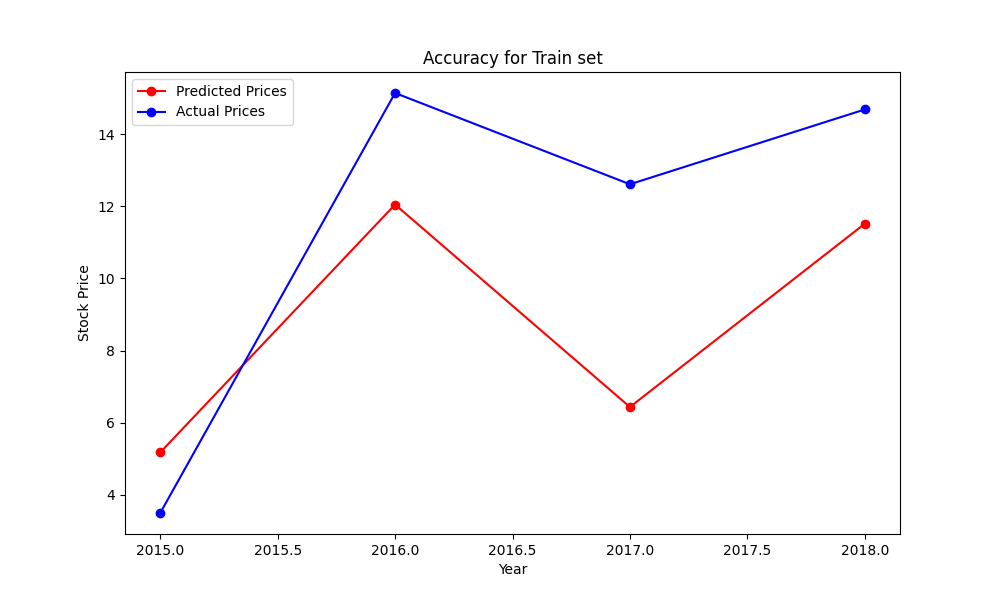 Accuracy for Train set
Predicted Prices
Actual Prices
14
12
10
8
6
4
Stock Price
2015.0 2015.5 2016.0 2016.5 2017.0 2017.5 2018.0
Year